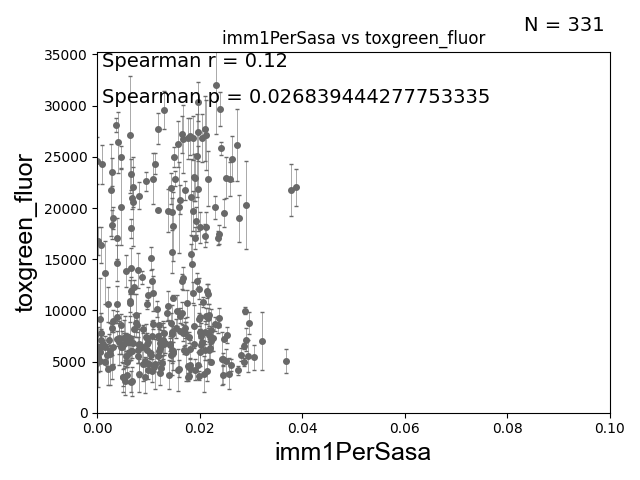 N = 331
imm1PerSasa vs toxgreen_fluor
Spearman r = 0.12
Spearman p = 0.026839444277753335
35000
30000
25000
20000
15000
10000
5000
0
toxgreen_fluor
0.00 0.02 0.04 0.06 0.08 0.10
imm1PerSasa